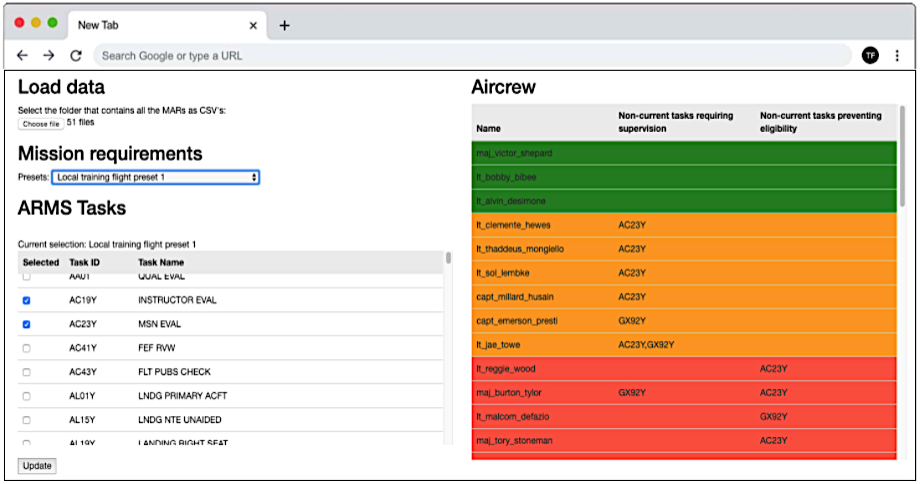 New Tab
Search Google or type a URL
TF
Load data
Select the folder that contains all the MARs as CSV's:
Choose file 51 files
Mission requirements
Presets: Local training flight preset 1
ARMS Tasks
Current selection: Local training flight preset 1
Selected Task ID Task Name
AA01 QUAL EVAL
AC19Y INSTRUCTOR EVAL
AC23Y MSN EVAL
AC41Y FEF RVW
AC43Y FLT PUBS CHECK
AL01Y LNDG PRIMARY ACFT
AL15Y LNDG NTE UNAIDED
AL19Y LANDING RIGHT SEAT
Update
Aircrew
Name Non-current tasks requiring supervision Non-current tasks preventing eligibility
maj_victor_shepard
lt_bobby_bibee
lt_alvin_desimone
lt_clemente_hewes AC23Y
lt_thaddeus_mongiello AC23Y
lt_sol_lembke AC23Y
capt_millard_husain AC23Y
capt_emerson_presti GX92Y
lt_jae_towe AC23Y,GX92Y
lt_reggie_wood AC23Y
maj_burton_tylor GX92Y AC23Y
lt_malcom_defazio GX92Y
maj_tory_stoneman AC23Y